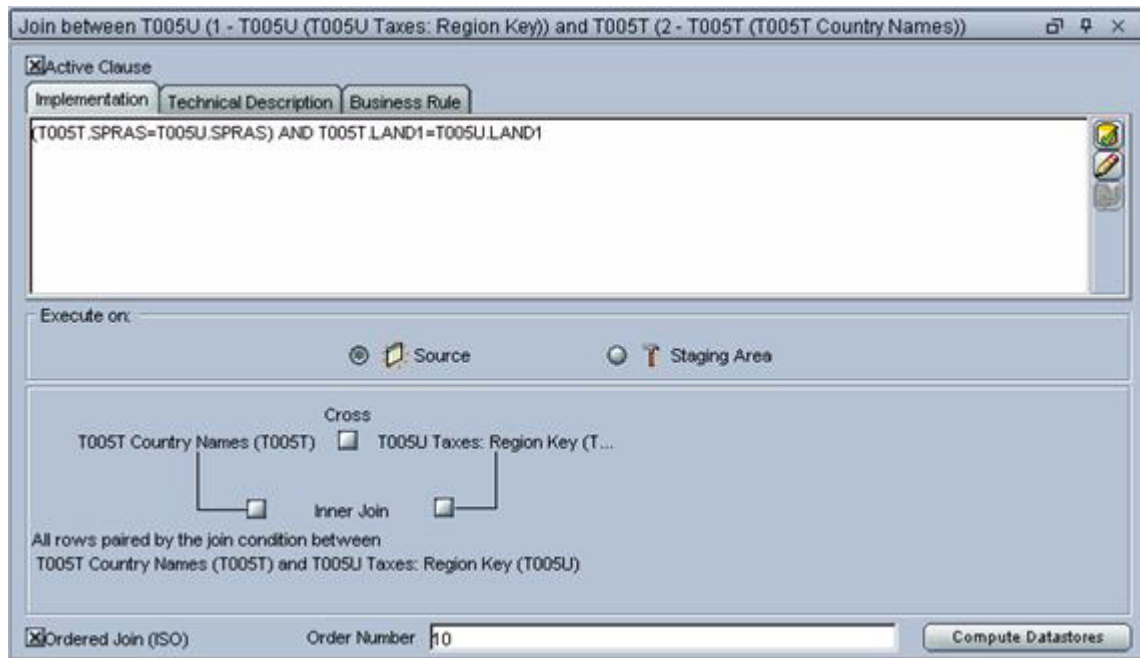 Join between T005U (1 - T005U (T005U Taxes: Region Key)) and T005T (2 - T005T (T005T Country Names))
Active Clause
Implementation Technical Description Business Rule
(T005T.SPRAS=T005U.SPRAS) AND T005T.LAND1=T005U.LAND1
Execute on:
Source Staging Area
Cross
T005T Country Names (T005T) T005U Taxes: Region Key (T...
Inner Join
All rows paired by the join condition between
T005T Country Names (T005T) and T005U Taxes: Region Key (T005U)
Ordered Join (ISO) Order Number 10 Compute Datastores